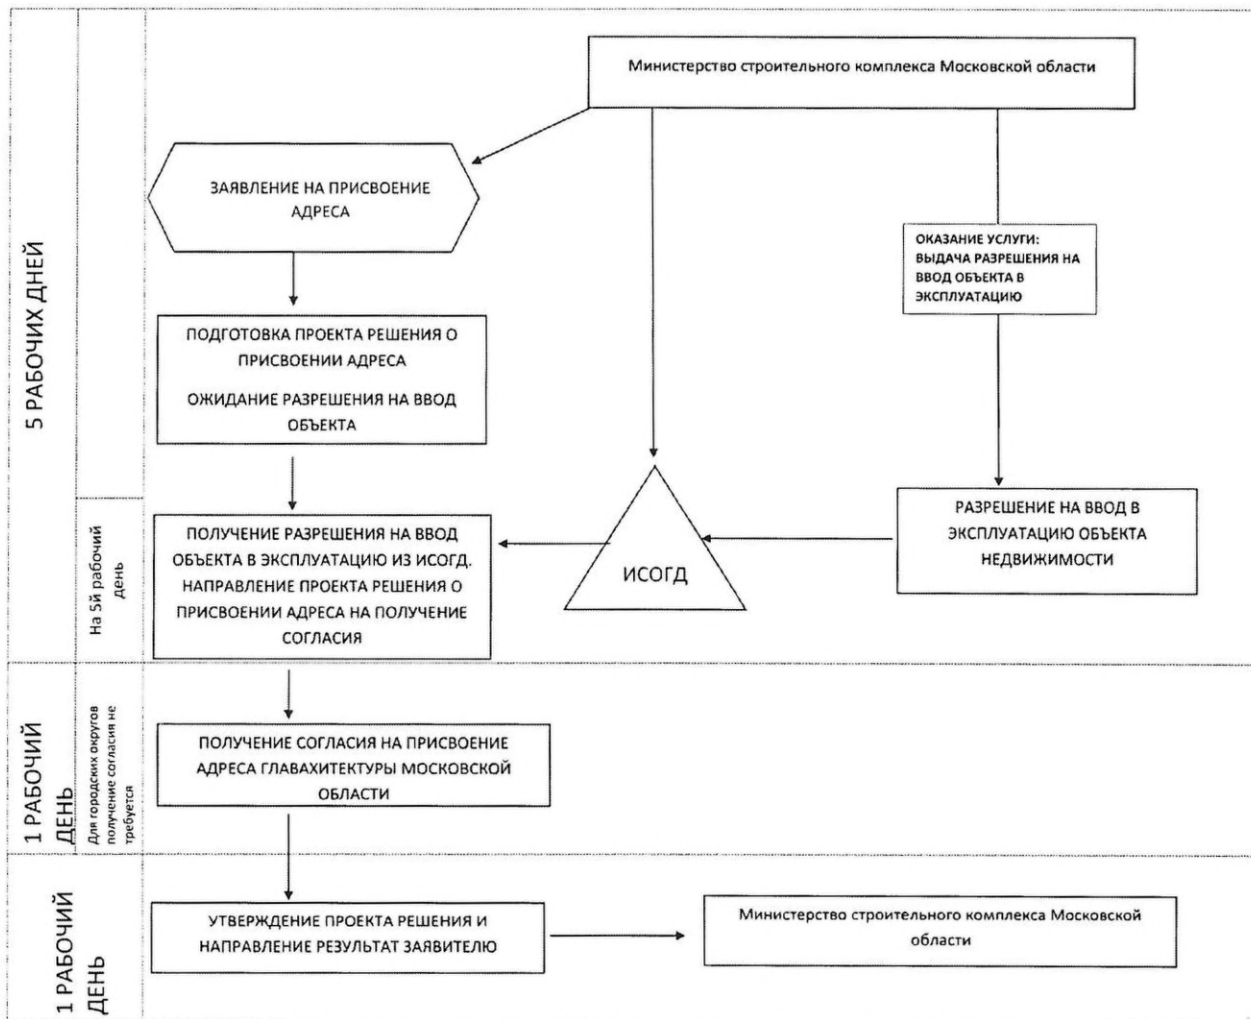 Министерство строительного комплекса Московской области
ЗАЯВЛЕНИЕ НА ПРИСВОЕНИЕ
АДРЕСА
ОКАЗАНИЕ УСЛУГИ:
ВЫДАЧА РАЗРЕШЕНИЯ НА
ВВОД ОБЪЕКТА В
ЭКСПЛУАТАЦИЮ
5 РАБОЧИХ ДНЕЙ
ПОДГОТОВКА ПРОЕКТА РЕШЕНИЯ О
ПРИСВОЕНИИ АДРЕСА
ОЖИДАНИЕ РАЗРЕШЕНИЯ НА ВВОД
ОБЪЕКТА
На 5й рабочий
день
ПОЛУЧЕНИЕ РАЗРЕШЕНИЯ НА ВВОД
ОБЪЕКТА В ЭКСПЛУАТАЦИЮ ИЗ ИСОГД.
НАПРАВЛЕНИЕ ПРОЕКТА РЕШЕНИЯ О
ПРИСВОЕНИИ АДРЕСА НА ПОЛУЧЕНИЕ
СОГЛАСИЯ
ИСОГД
РАЗРЕШЕНИЕ НА ВВОД В
ЭКСПЛУАТАЦИЮ ОБЪЕКТА
НЕДВИЖИМОСТИ
1 РАБОЧИЙ
ДЕНЬ
Для городских округов
получение согласия не
требуется
ПОЛУЧЕНИЕ СОГЛАСИЯ НА ПРИСВОЕНИЕ
АДРЕСА ГЛАВАХИТЕКТУРЫ МОСКОВСКОЙ
ОБЛАСТИ
1 РАБОЧИЙ
ДЕНЬ
УТВЕРЖДЕНИЕ ПРОЕКТА РЕШЕНИЯ И
НАПРАВЛЕНИЕ РЕЗУЛЬТАТ ЗАЯВИТЕЛЮ
Министерство строительного комплекса Московской
области